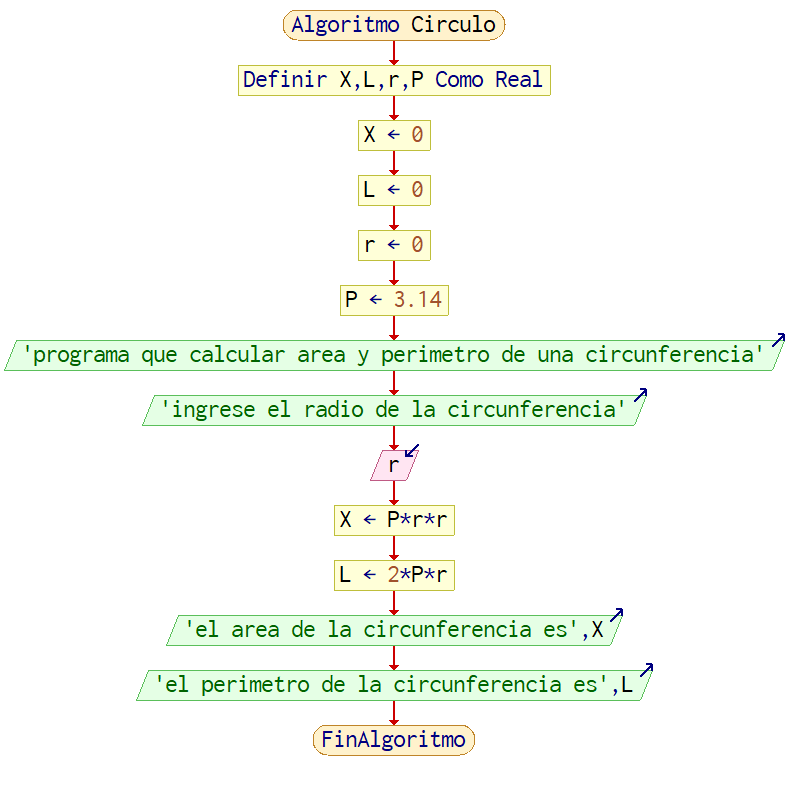 Algoritmo Circulo
Definir X,L,r,P Como Real
X ← 0
L ← 0
r ← 0
P ← 3.14
'programa que calcular area y perimetro de una circunferencia'
'ingrese el radio de la circunferencia'
r
X ← P*r*r
L ← 2*P*r
'el area de la circunferencia es',X
'el perimetro de la circunferencia es',L
FinAlgoritmo